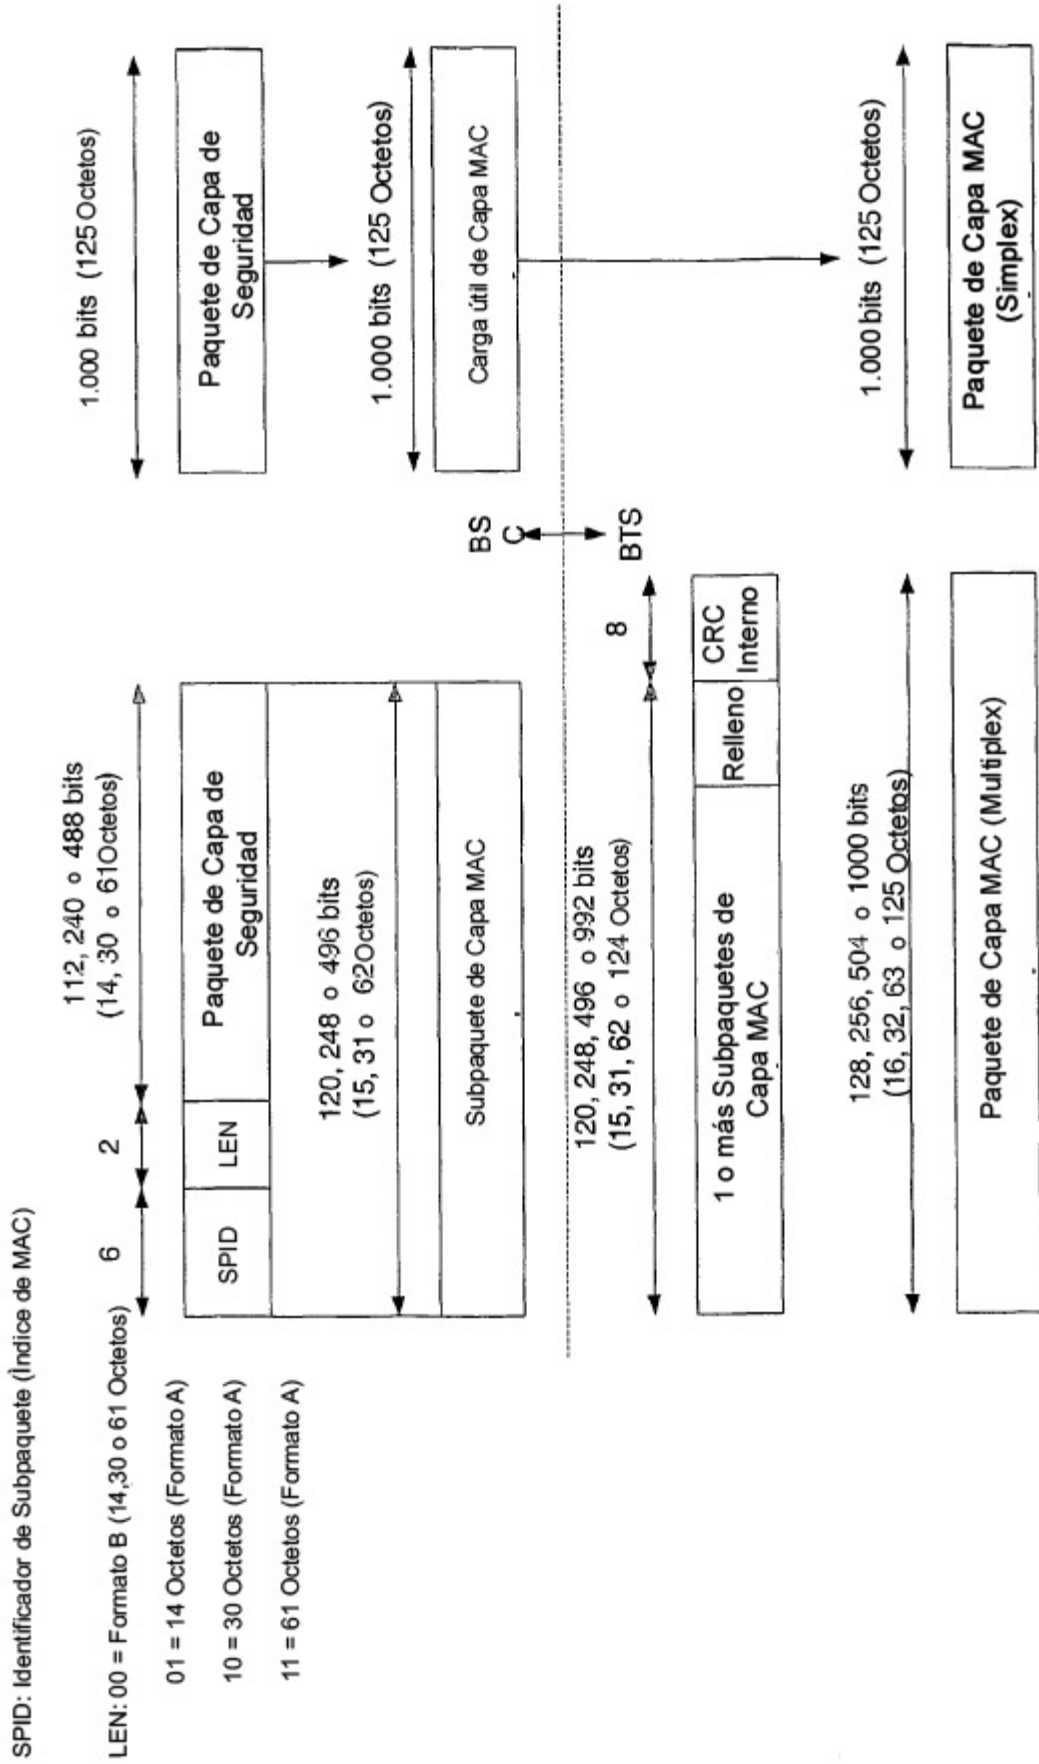 SPID: Identificador de Subpaquete (Índice de MAC)
LEN: 00 = Formato B (14,30 o 61 Octetos)
01 = 14 Octetos (Formato A)
10 = 30 Octetos (Formato A)
11 = 61 Octetos (Formato A)
112, 240 o 488 bits
(14, 30 o 61Octetos)
6
2
SPID
LEN
Paquete de Capa de
Seguridad
120, 248 o 496 bits
(15, 31 o 62Octetos)
Subpaquete de Capa MAC
120, 248, 496 o 992 bits
(15, 31, 62 o 124 Octetos)
8
1 o más Subpaquetes de
Capa MAC
Relleno
CRC
Interno
128, 256, 504 o 1000 bits
(16, 32, 63 o 125 Octetos)
Paquete de Capa MAC (Multiplex)
BS
C
BTS
1.000 bits (125 Octetos)
Paquete de Capa de
Seguridad
1.000 bits (125 Octetos)
Carga útil de Capa MAC
1.000 bits (125 Octetos)
Paquete de Capa MAC
(Simplex)